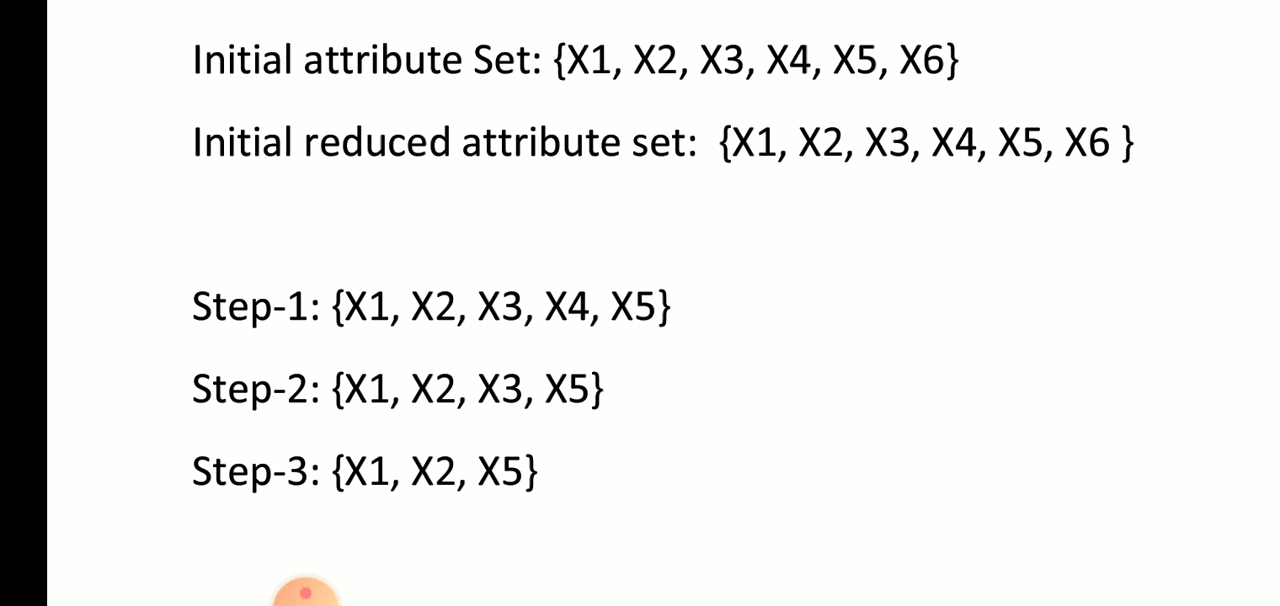 Initial attribute Set: {X1, X2, X3, X4, X5, X6}
Initial reduced attribute set: {X1, X2, X3, X4, X5, X6 }
Step-1: {X1, X2, X3, X4, X5}
Step-2: {X1, X2, X3, X5}
Step-3: {X1, X2, X5}